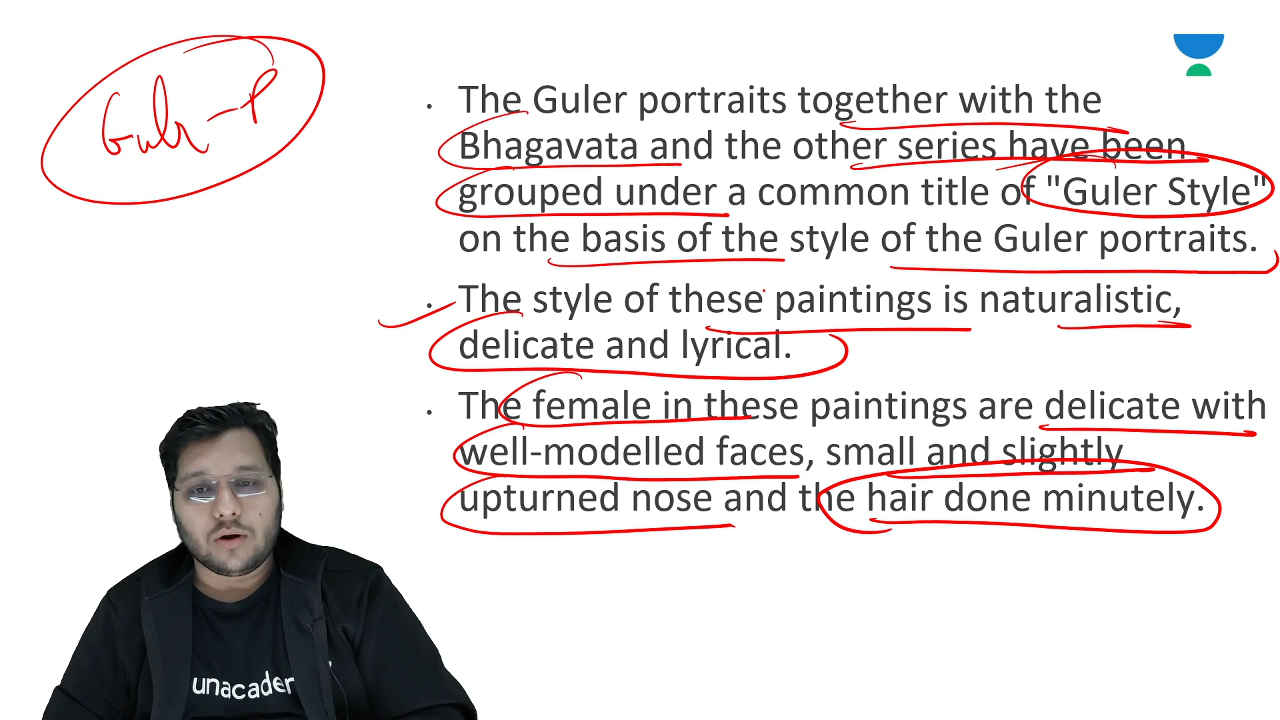 Guler - P
• The Guler portraits together with the
Bhagavata and the other series have been
grouped under a common title of "Guler Style"
on the basis of the style of the Guler portraits.
• The style of these paintings is naturalistic,
delicate and lyrical.
• The female in these paintings are delicate with
well-modelled faces, small and slightly
upturned nose and the hair done minutely.
unacader